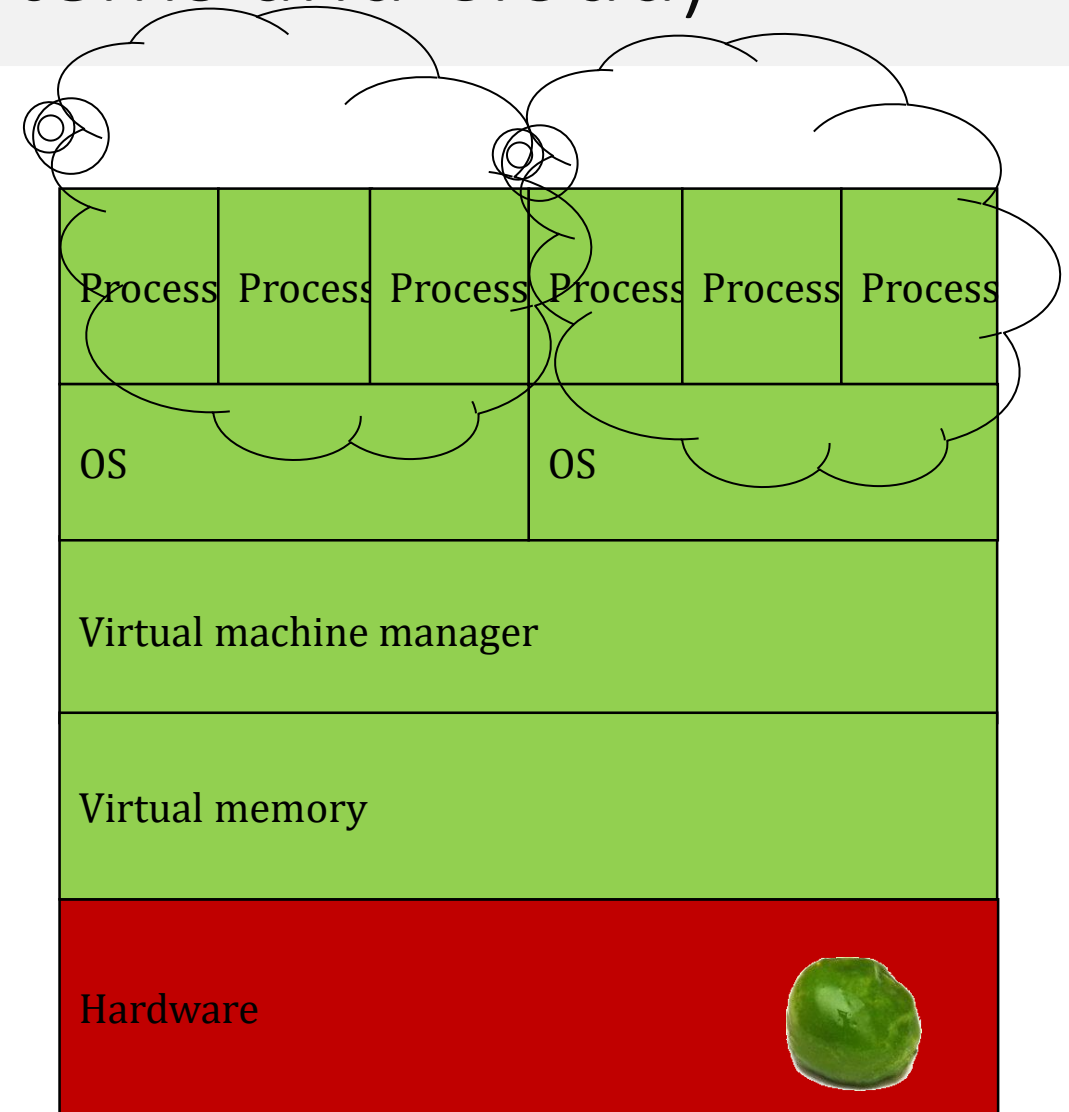 Process Process Process Process Process Process
OS OS
Virtual machine manager
Virtual memory
Hardware